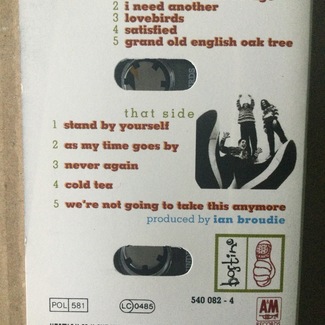 2 i need another
3 lovebirds
4 satisfied
5 grand old english oak tree
that side
1 stand by yourself
2 as my time goes by
3 never again
4 cold tea
5 we're not going to take this anymore
produced by ian broudie
POL 581
LC 0485
540 082 - 4
A&M
RECORDS